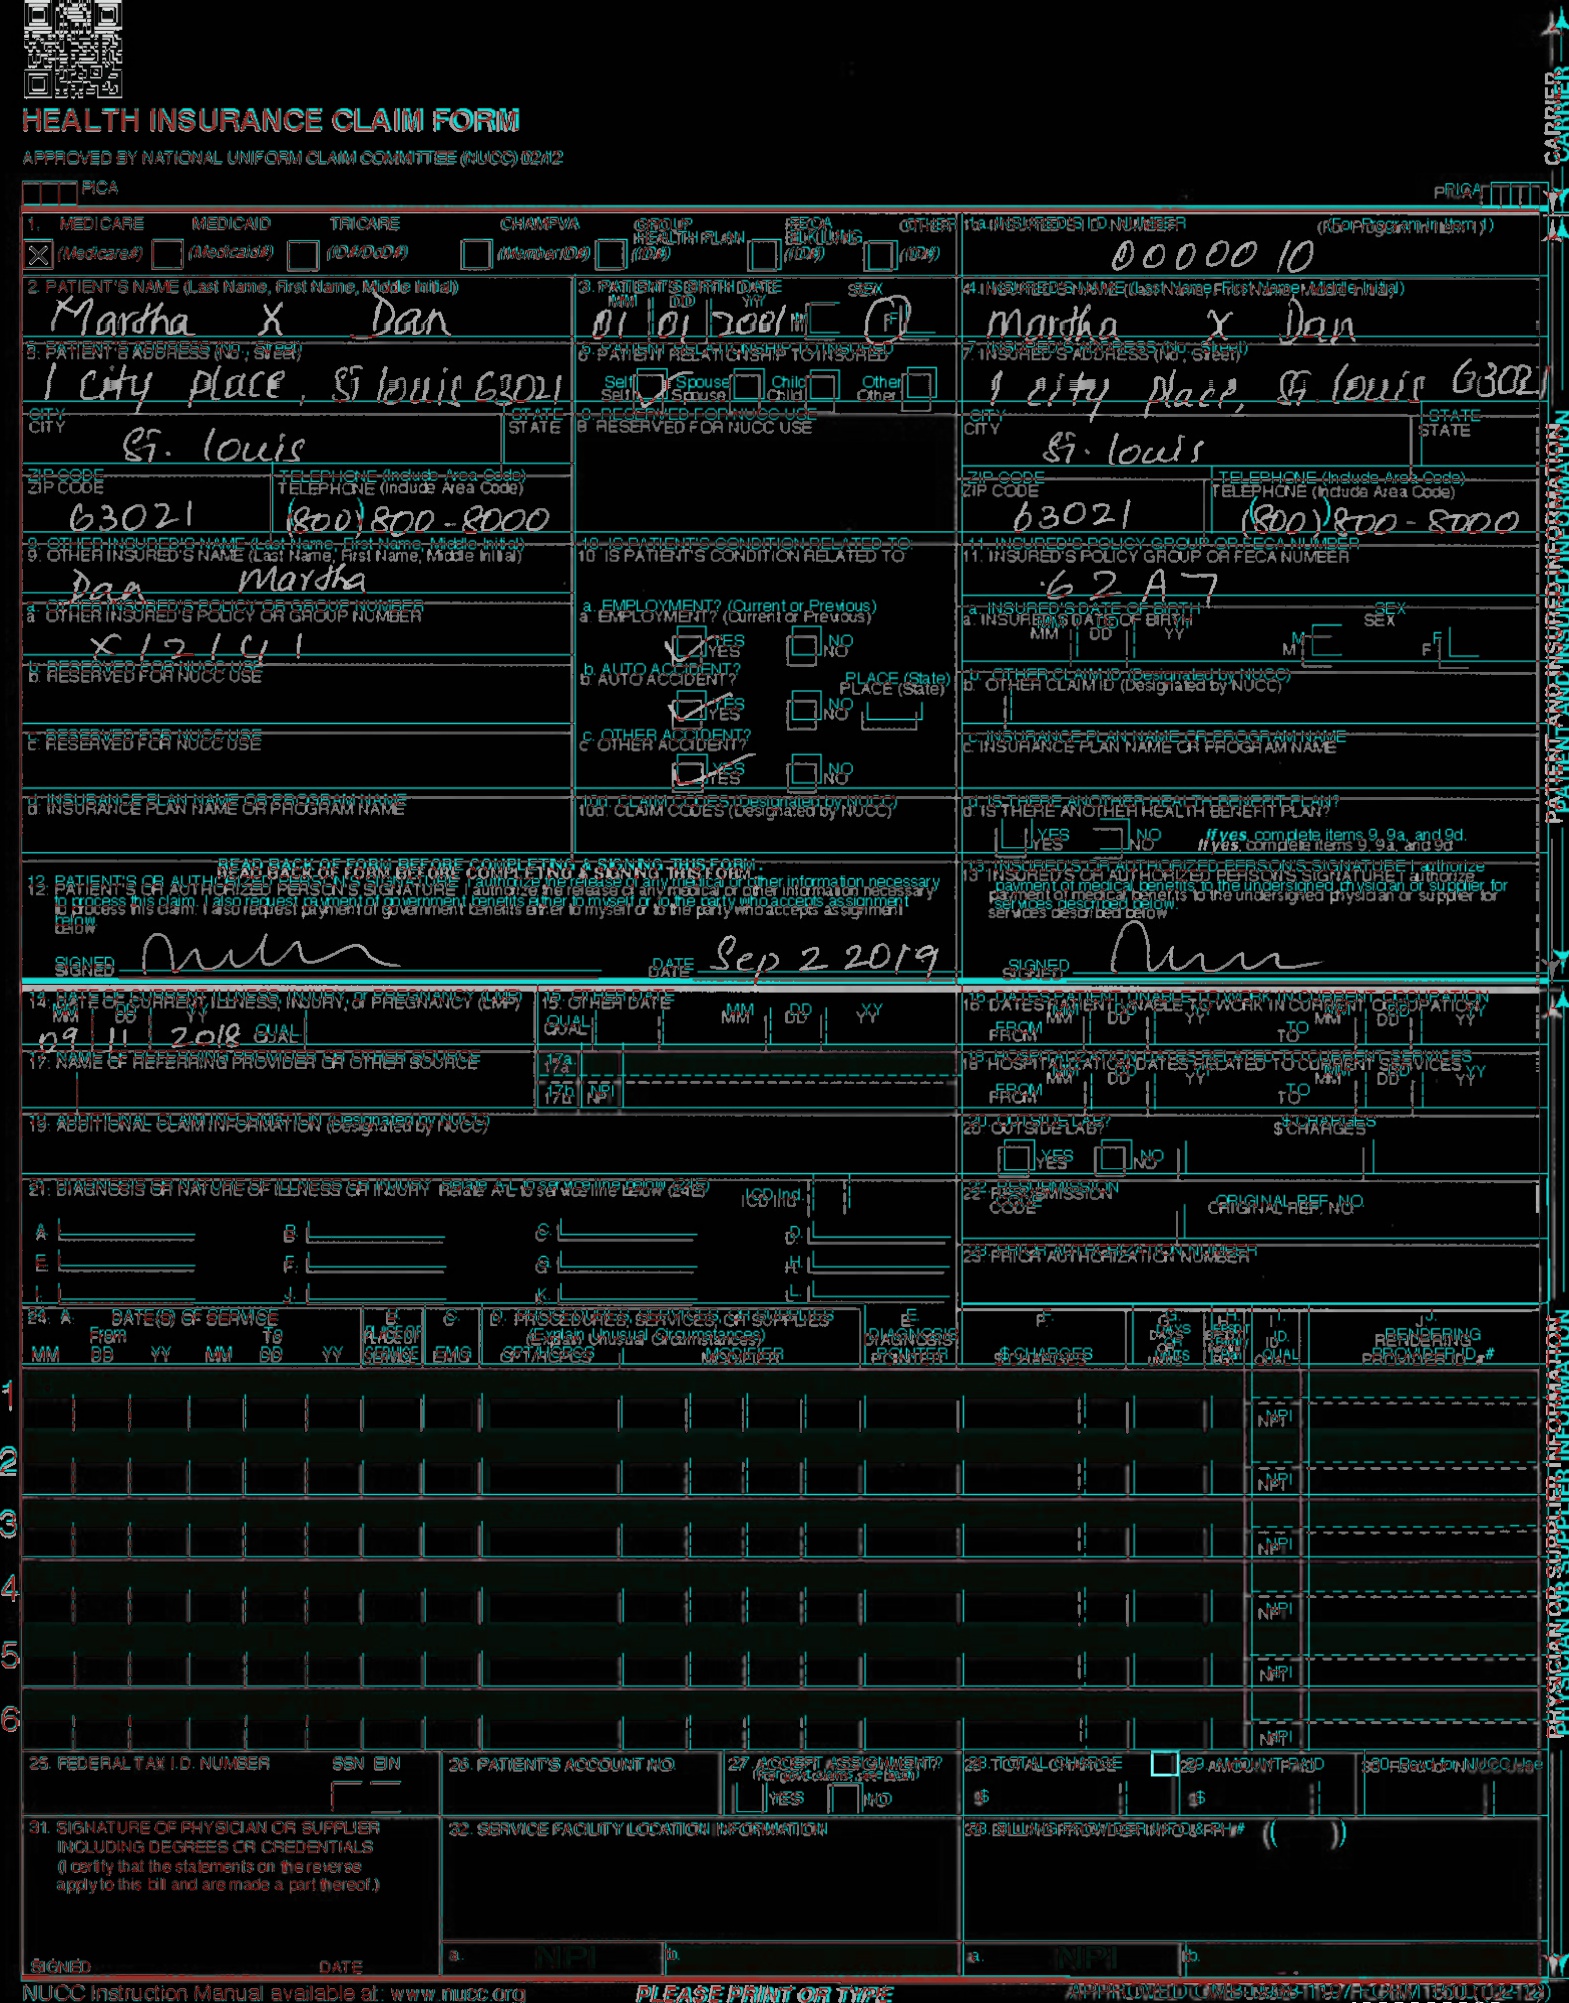 HEALTH INSURANCE CLAIM FORM
APPROVED BY NATIONAL UNIFORM CLAIM COMMITTEE (NUCC) 02/12
PICA PICA
CARRIER
1. MEDICARE MEDICAID TRICARE CHAMPVA GROUP HEALTH PLAN FECA BLK LUNG OTHER 1a. INSURED'S I.D. NUMBER (For Program in Item 1)
(Medicare#) (Medicaid#) (ID#/DoD#) (Member ID#) (ID#) (ID#) (ID#) 0000010
2. PATIENT'S NAME (Last Name, First Name, Middle Initial) 3. PATIENT'S BIRTH DATE SEX 4. INSURED'S NAME (Last Name, First Name, Middle Initial)
MM DD YY
Martha X Dan 01 01 2001 M F Martha X Dan
5. PATIENT'S ADDRESS (No., Street) 6. PATIENT RELATIONSHIP TO INSURED 7. INSURED'S ADDRESS (No., Street)
1 City Place, St louis 63021 Self Spouse Child Other 1 City Place, St. louis 63021
CITY STATE 8. RESERVED FOR NUCC USE CITY STATE
St. louis St. louis
ZIP CODE TELEPHONE (Include Area Code) ZIP CODE TELEPHONE (Include Area Code)
63021 (800) 800-8000 63021 (800) 800-8000
9. OTHER INSURED'S NAME (Last Name, First Name, Middle Initial) 10. IS PATIENT'S CONDITION RELATED TO: 11. INSURED'S POLICY GROUP OR FECA NUMBER
Dan Martha 62A7
a. OTHER INSURED'S POLICY OR GROUP NUMBER a. EMPLOYMENT? (Current or Previous) a. INSURED'S DATE OF BIRTH SEX
X12141 YES NO MM DD YY M F
b. RESERVED FOR NUCC USE b. AUTO ACCIDENT? PLACE (State) b. OTHER CLAIM ID (Designated by NUCC)
YES NO
c. RESERVED FOR NUCC USE c. OTHER ACCIDENT? c. INSURANCE PLAN NAME OR PROGRAM NAME
YES NO
d. INSURANCE PLAN NAME OR PROGRAM NAME 10d. CLAIM CODES (Designated by NUCC) d. IS THERE ANOTHER HEALTH BENEFIT PLAN?
YES NO If yes, complete items 9, 9a, and 9d.
READ BACK OF FORM BEFORE COMPLETING & SIGNING THIS FORM.
12. PATIENT'S OR AUTHORIZED PERSON'S SIGNATURE I authorize the release of any medical or other information necessary
to process this claim. I also request payment of government benefits either to myself or to the party who accepts assignment
below.
SIGNED DATE Sep 2 2019
13. INSURED'S OR AUTHORIZED PERSON'S SIGNATURE I authorize
payment of medical benefits to the undersigned physician or supplier for
services described below.
SIGNED
PATIENT AND INSURED INFORMATION
14. DATE OF CURRENT ILLNESS, INJURY, or PREGNANCY (LMP) 15. OTHER DATE 16. DATES PATIENT UNABLE TO WORK IN CURRENT OCCUPATION
MM DD YY MM DD YY MM DD YY MM DD YY
09 11 2018 QUAL. QUAL. FROM TO
17. NAME OF REFERRING PROVIDER OR OTHER SOURCE 17a. 18. HOSPITALIZATION DATES RELATED TO CURRENT SERVICES
MM DD YY MM DD YY
17b. NPI FROM TO
19. ADDITIONAL CLAIM INFORMATION (Designated by NUCC) 20. OUTSIDE LAB? $ CHARGES
YES NO
21. DIAGNOSIS OR NATURE OF ILLNESS OR INJURY Relate A-L to service line below (24E) ICD Ind. 22. RESUBMISSION CODE ORIGINAL REF. NO.
A. B. C. D.
E. F. G. H. 23. PRIOR AUTHORIZATION NUMBER
I. J. K. L.
24. A. DATE(S) OF SERVICE B. C. D. PROCEDURES, SERVICES, OR SUPPLIES E. F. G. H. I. J.
From To PLACE OF (Explain Unusual Circumstances) DIAGNOSIS DAYS OR ID. RENDERING
MM DD YY MM DD YY SERVICE EMG CPT/HCPCS MODIFIER POINTER $ CHARGES UNITS QUAL. PROVIDER ID. #
1 NPI
2 NPI
3 NPI
4 NPI
5 NPI
6 NPI
PHYSICIAN OR SUPPLIER INFORMATION
25. FEDERAL TAX I.D. NUMBER SSN EIN 26. PATIENT'S ACCOUNT NO. 27. ACCEPT ASSIGNMENT? 28. TOTAL CHARGE 29. AMOUNT PAID 30. Rsvd for NUCC Use
(For govt. claims, see back)
YES NO $ $
31. SIGNATURE OF PHYSICIAN OR SUPPLIER 32. SERVICE FACILITY LOCATION INFORMATION 33. BILLING PROVIDER INFO & PH # ( )
INCLUDING DEGREES OR CREDENTIALS
(I certify that the statements on the reverse
apply to this bill and are made a part thereof.)
SIGNED DATE a. NPI b. a. NPI b.
NUCC Instruction Manual available at: www.nucc.org PLEASE PRINT OR TYPE APPROVED OMB-0938-1197 FORM 1500 (02-12)